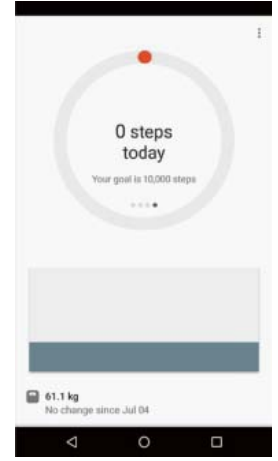 0 steps
today
Your goal is 10,000 steps
61.1 kg
No change since Jul 04